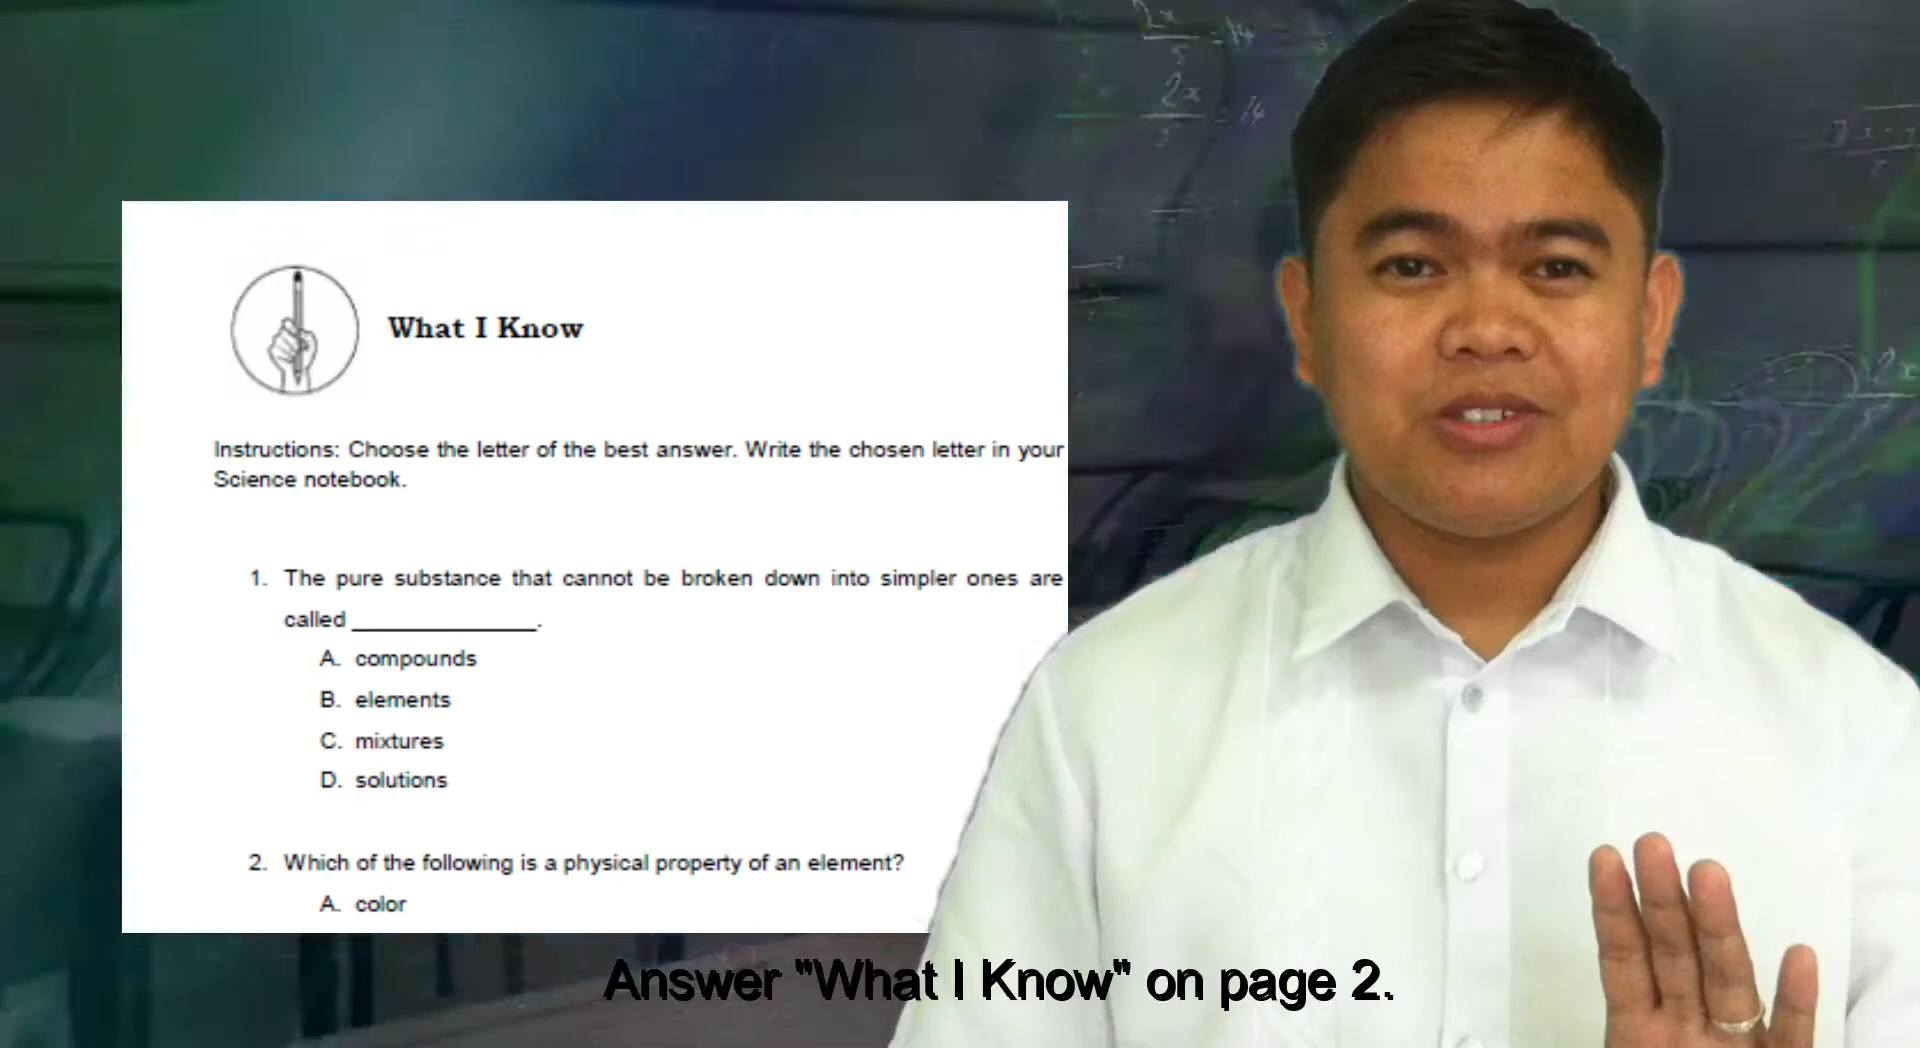 What I Know
Instructions: Choose the letter of the best answer. Write the chosen letter in your
Science notebook.
1. The pure substance that cannot be broken down into simpler ones are
called ______________.
A. compounds
B. elements
C. mixtures
D. solutions
2. Which of the following is a physical property of an element?
A. color
Answer "What I Know" on page 2.